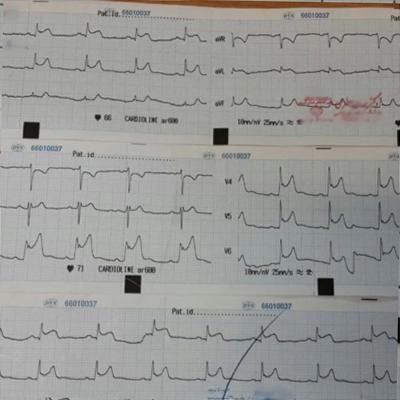 Pat.id.
66010037
aVR
aVL
aVF
66 CARDIOLINE ar600
10mm/mV 25mm/s
66010037
66010037
Pat.id.
V4
V5
V6
71 CARDIOLINE ar600
10mm/mV 25mm/s
66010037
66010037
Pat.id.